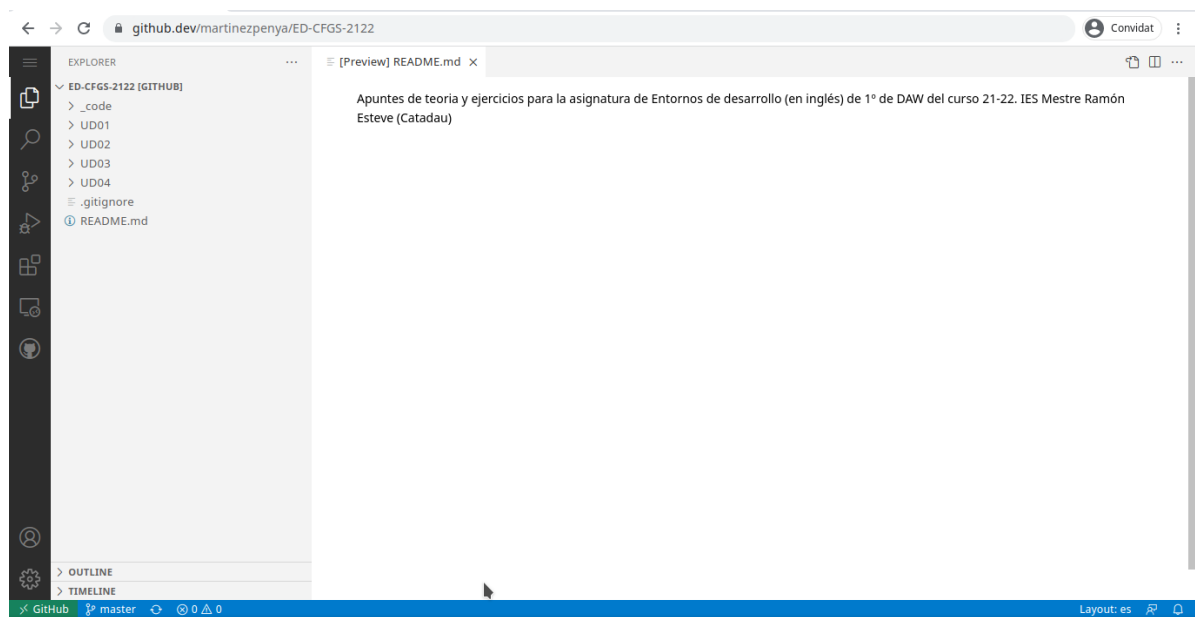 github.dev/martinezpenya/ED-CFGS-2122
Convidat
EXPLORER
[Preview] README.md
ED-CFGS-2122 [GITHUB]
_code
UD01
UD02
UD03
UD04
.gitignore
README.md
Apuntes de teoria y ejercicios para la asignatura de Entornos de desarrollo (en inglés) de 1º de DAW del curso 21-22. IES Mestre Ramón
Esteve (Catadau)
OUTLINE
TIMELINE
GitHub master 0 0 Layout: es